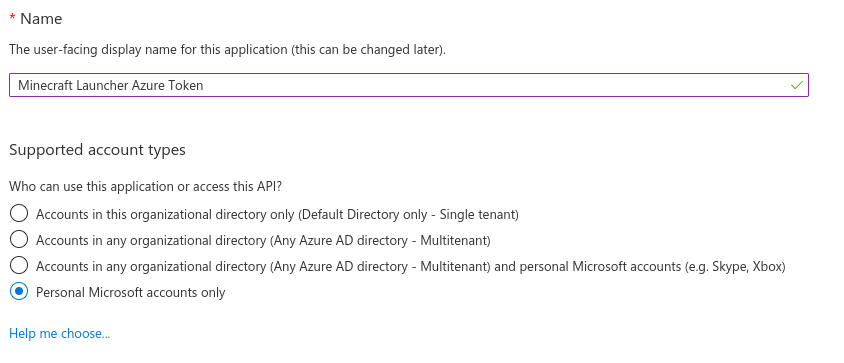 * Name
The user-facing display name for this application (this can be changed later).
Minecraft Launcher Azure Token
Supported account types
Who can use this application or access this API?
Accounts in this organizational directory only (Default Directory only - Single tenant)
Accounts in any organizational directory (Any Azure AD directory - Multitenant)
Accounts in any organizational directory (Any Azure AD directory - Multitenant) and personal Microsoft accounts (e.g. Skype, Xbox)
Personal Microsoft accounts only
Help me choose...